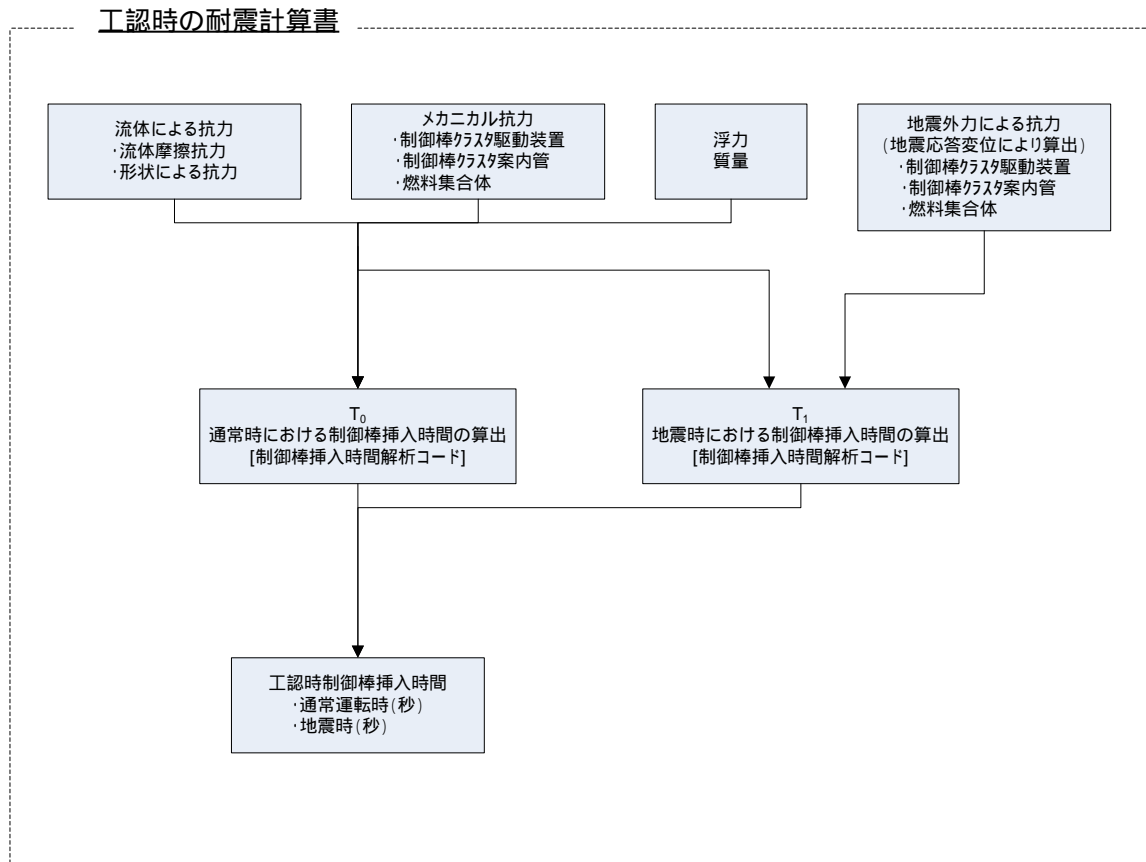 工認時の耐震計算書
流体による抗力
･流体摩擦抗力
･形状による抗力
メカニカル抗力
･制御棒ｸﾗｽﾀ駆動装置
･制御棒ｸﾗｽﾀ案内管
･燃料集合体
浮力
質量
地震外力による抗力
(地震応答変位により算出)
･制御棒ｸﾗｽﾀ駆動装置
･制御棒ｸﾗｽﾀ案内管
･燃料集合体
T₀
通常時における制御棒挿入時間の算出
[制御棒挿入時間解析コード]
T₁
地震時における制御棒挿入時間の算出
[制御棒挿入時間解析コード]
工認時制御棒挿入時間
･通常運転時(秒)
･地震時(秒)